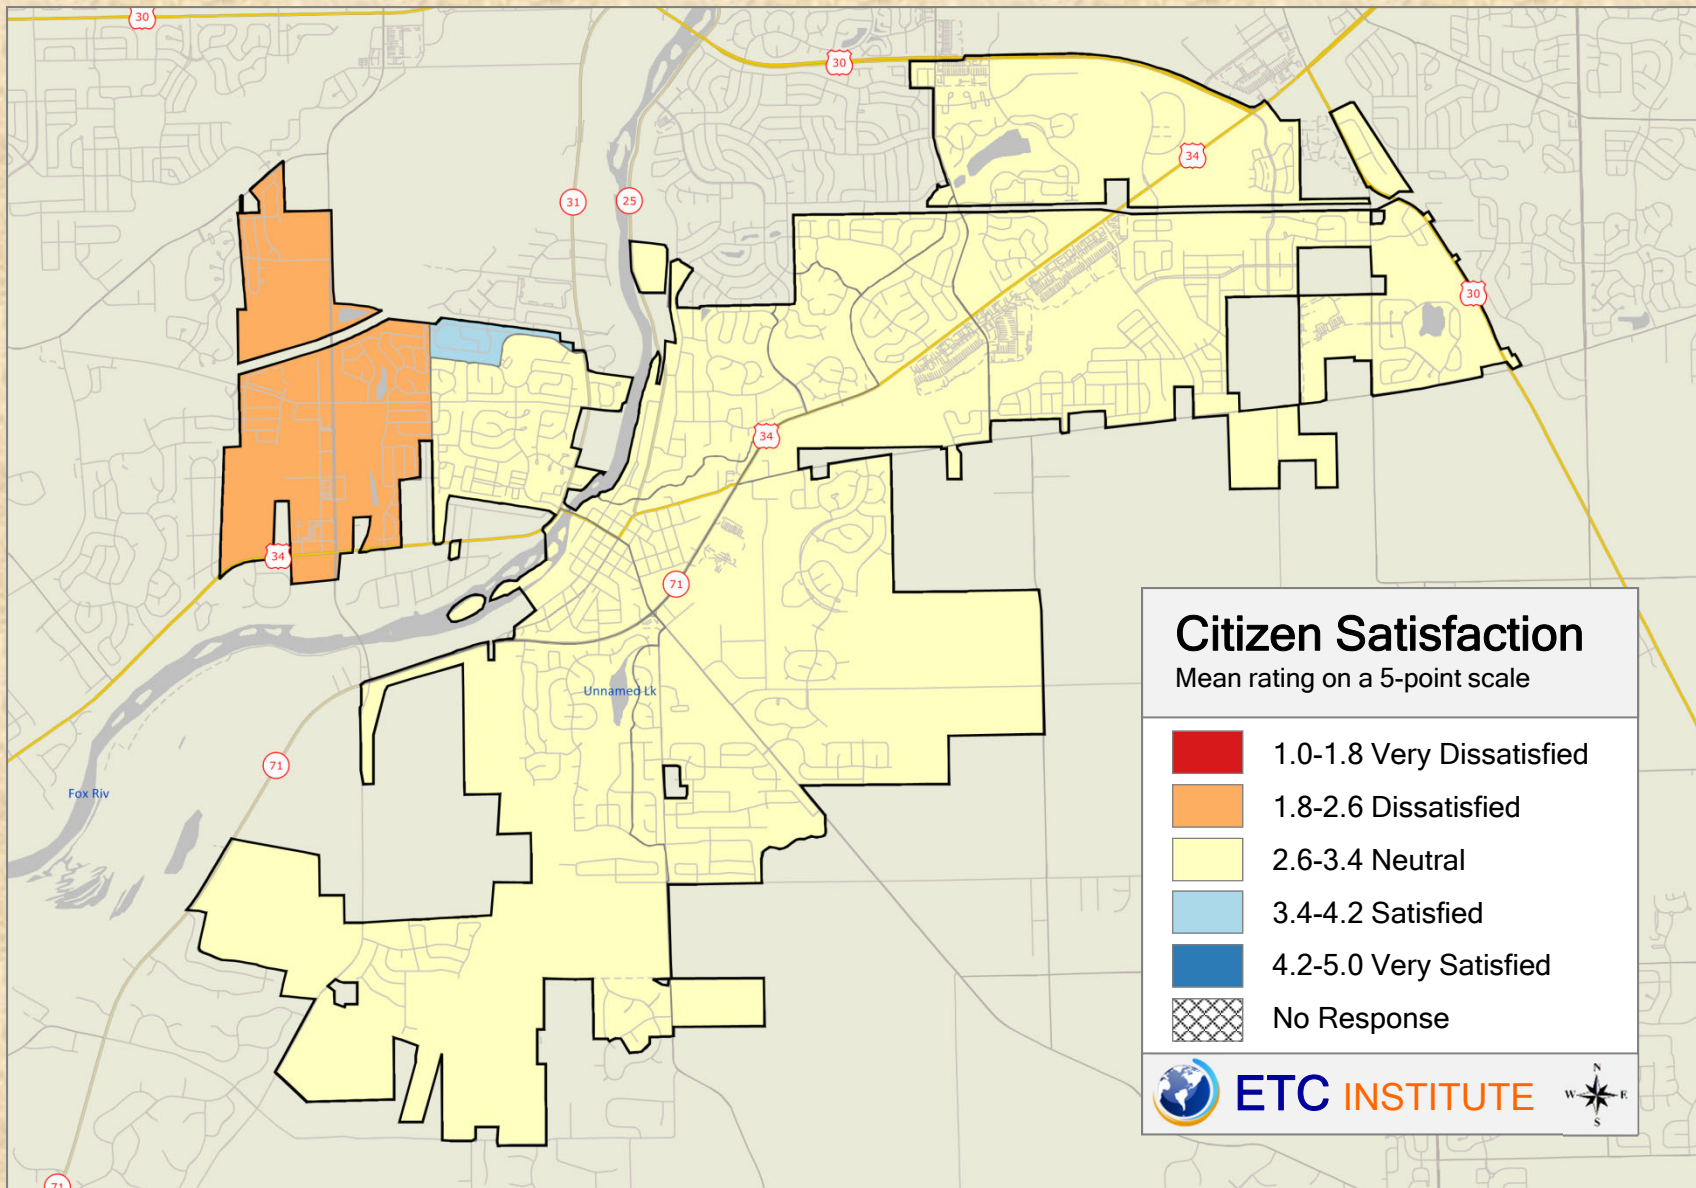 30
30
34
31
25
30
34
34
71
Unnamed Lk
71
Fox Riv
71
Citizen Satisfaction
Mean rating on a 5-point scale
1.0-1.8 Very Dissatisfied
1.8-2.6 Dissatisfied
2.6-3.4 Neutral
3.4-4.2 Satisfied
4.2-5.0 Very Satisfied
No Response
ETC INSTITUTE
N
W E
S